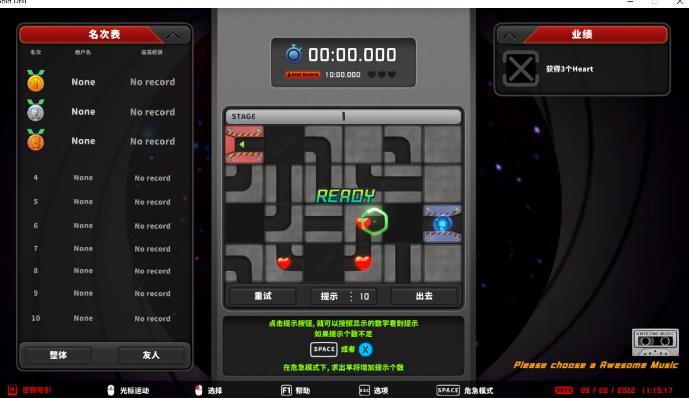 名次表
名次 用户名 最高纪录
None No record
None No record
None No record
4 None No record
5 None No record
6 None No record
7 None No record
8 None No record
9 None No record
10 None No record
整体 友人
00:00.000
10:00.000
STAGE 1
READY
重试 提示 : 10 出去
点击提示按钮, 就可以按照显示的数字看到提示
如果提示个数不足
SPACE 或者 X
在危急模式下, 求出羊将增加提示个数
业绩
获得3个Heart
AWESOME MUSIC
Please choose a Awesome Music
光标运动 选择 F1 帮助 ESC 选项 SPACE 危急模式
DATE 09 / 20 / 2022 11:15:17